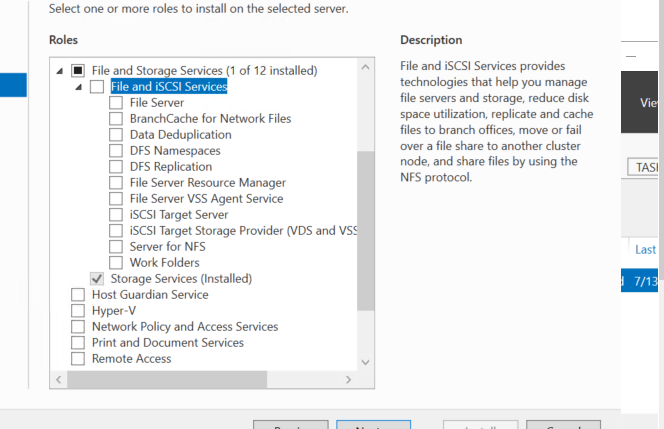 Select one or more roles to install on the selected server.
Roles
Description
File and Storage Services (1 of 12 installed)
File and iSCSI Services
File Server
BranchCache for Network Files
Data Deduplication
DFS Namespaces
DFS Replication
File Server Resource Manager
File Server VSS Agent Service
iSCSI Target Server
iSCSI Target Storage Provider (VDS and VSS
Server for NFS
Work Folders
Storage Services (Installed)
Host Guardian Service
Hyper-V
Network Policy and Access Services
Print and Document Services
Remote Access
File and iSCSI Services provides
technologies that help you manage
file servers and storage, reduce disk
space utilization, replicate and cache
files to branch offices, move or fail
over a file share to another cluster
node, and share files by using the
NFS protocol.
Vie
TASI
Last
7/13